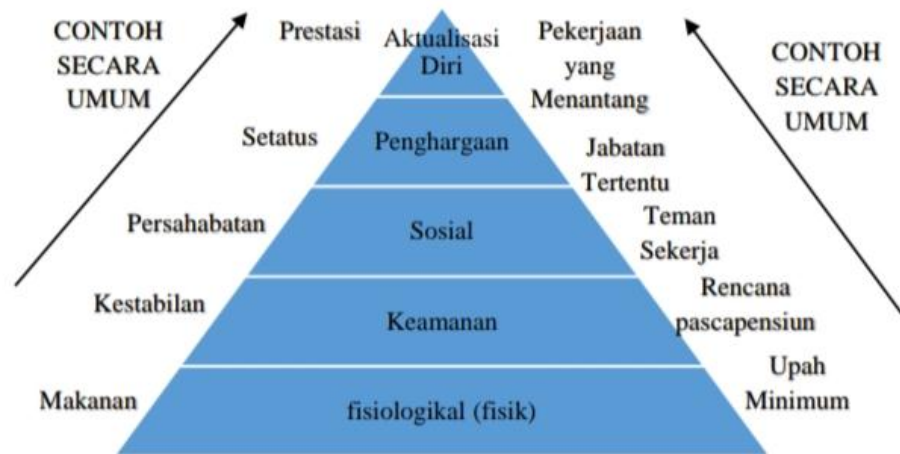 CONTOH
SECARA
UMUM
Prestasi
Aktualisasi
Diri
Pekerjaan
yang
Menantang
CONTOH
SECARA
UMUM
Setatus
Penghargaan
Jabatan
Tertentu
Persahabatan
Sosial
Teman
Sekerja
Kestabilan
Keamanan
Rencana
pascapensiun
Makanan
fisiologikal (fisik)
Upah
Minimum